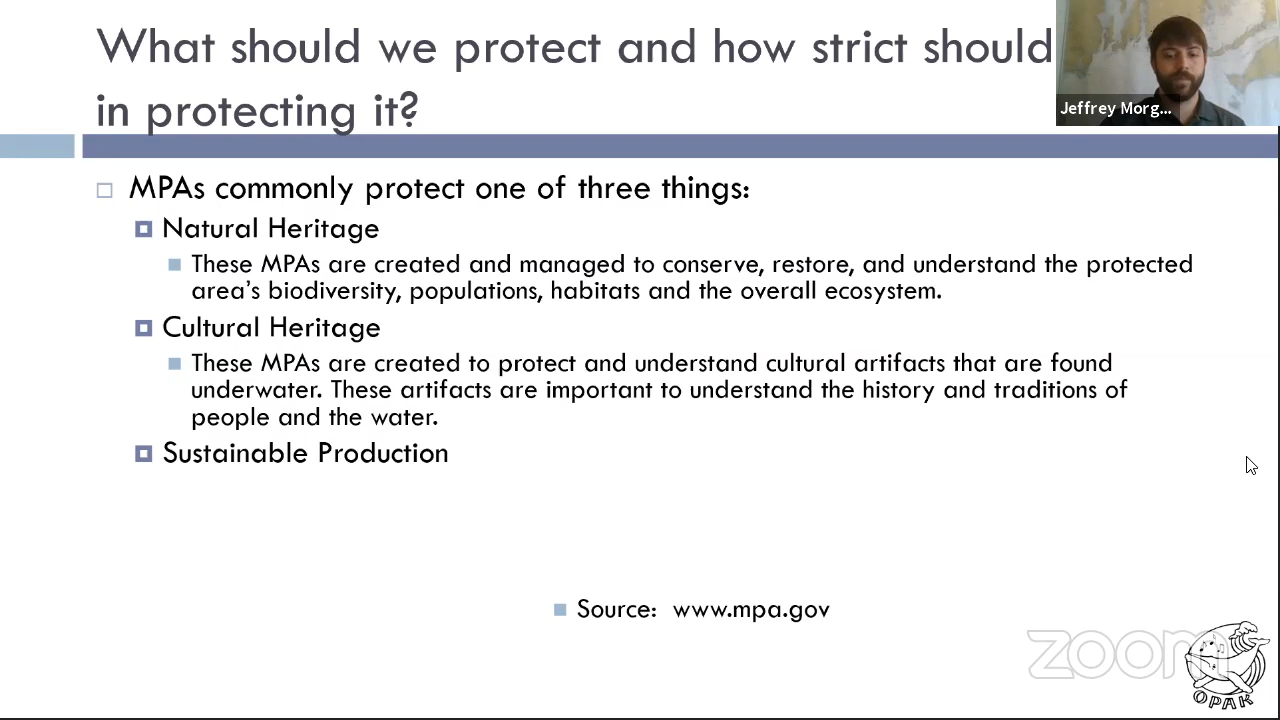 What should we protect and how strict should
in protecting it?
Jeffrey Morg...
MPAs commonly protect one of three things:
Natural Heritage
These MPAs are created and managed to conserve, restore, and understand the protected
area's biodiversity, populations, habitats and the overall ecosystem.
Cultural Heritage
These MPAs are created to protect and understand cultural artifacts that are found
underwater. These artifacts are important to understand the history and traditions of
people and the water.
Sustainable Production
Source: www.mpa.gov
zoom
OPAK